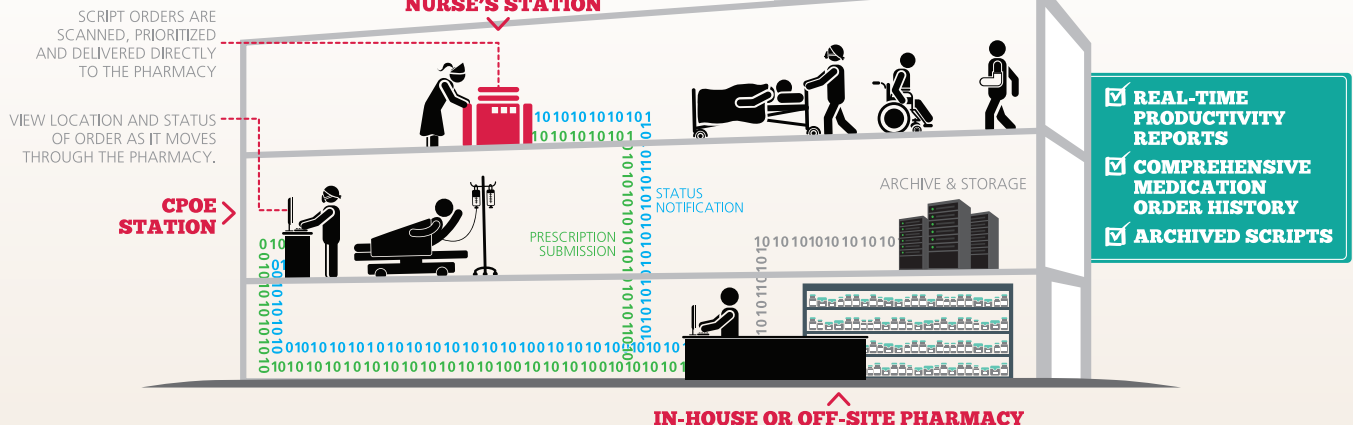 NURSE'S STATION
SCRIPT ORDERS ARE
SCANNED, PRIORITIZED
AND DELIVERED DIRECTLY
TO THE PHARMACY
VIEW LOCATION AND STATUS
OF ORDER AS IT MOVES
THROUGH THE PHARMACY.
CPOE
STATION
1010101010101
10101010101
STATUS
NOTIFICATION
PRESCRIPTION
SUBMISSION
ARCHIVE & STORAGE
REAL-TIME
PRODUCTIVITY
REPORTS
COMPREHENSIVE
MEDICATION
ORDER HISTORY
ARCHIVED SCRIPTS
IN-HOUSE OR OFF-SITE PHARMACY